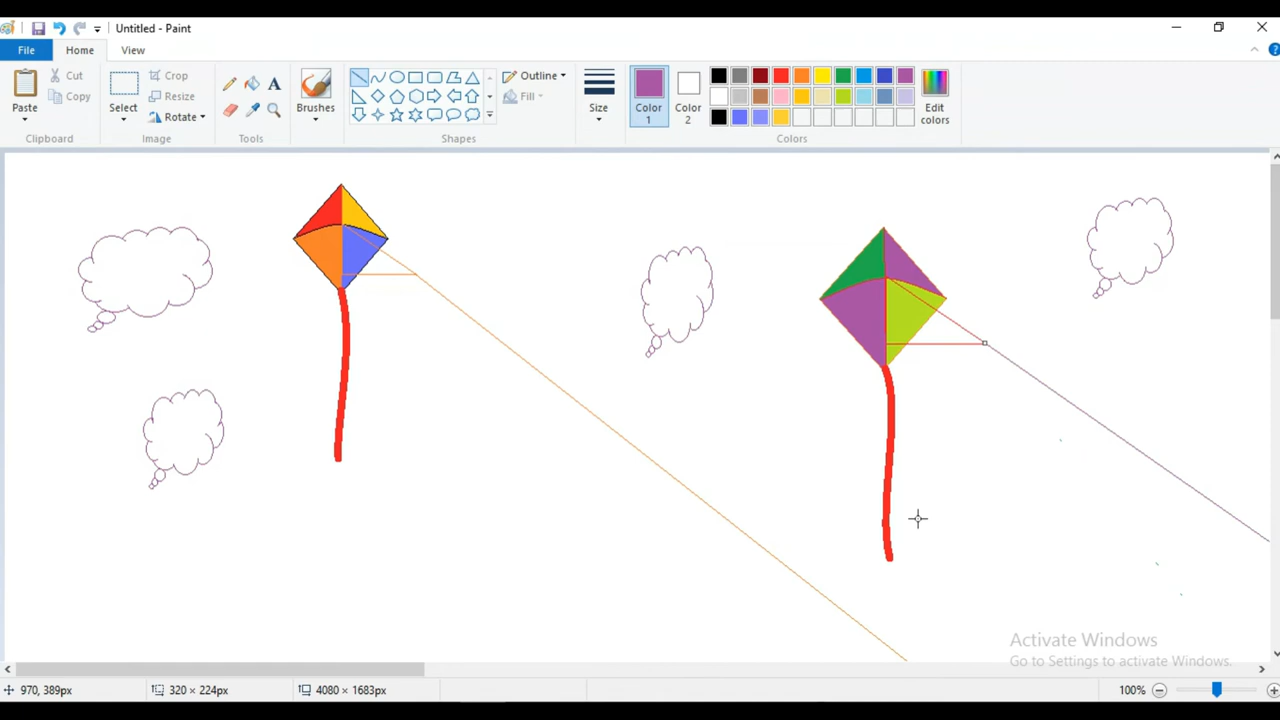 Untitled - Paint
File Home View
Paste
Cut
Copy
Clipboard
Select
Crop
Resize
Rotate
Image
A
Tools
Brushes
Outline
Fill
Shapes
Size
Color 1
Color 2
Edit colors
Colors
Activate Windows
Go to Settings to activate Windows.
970, 389px
320 × 224px
4080 × 1683px
100%